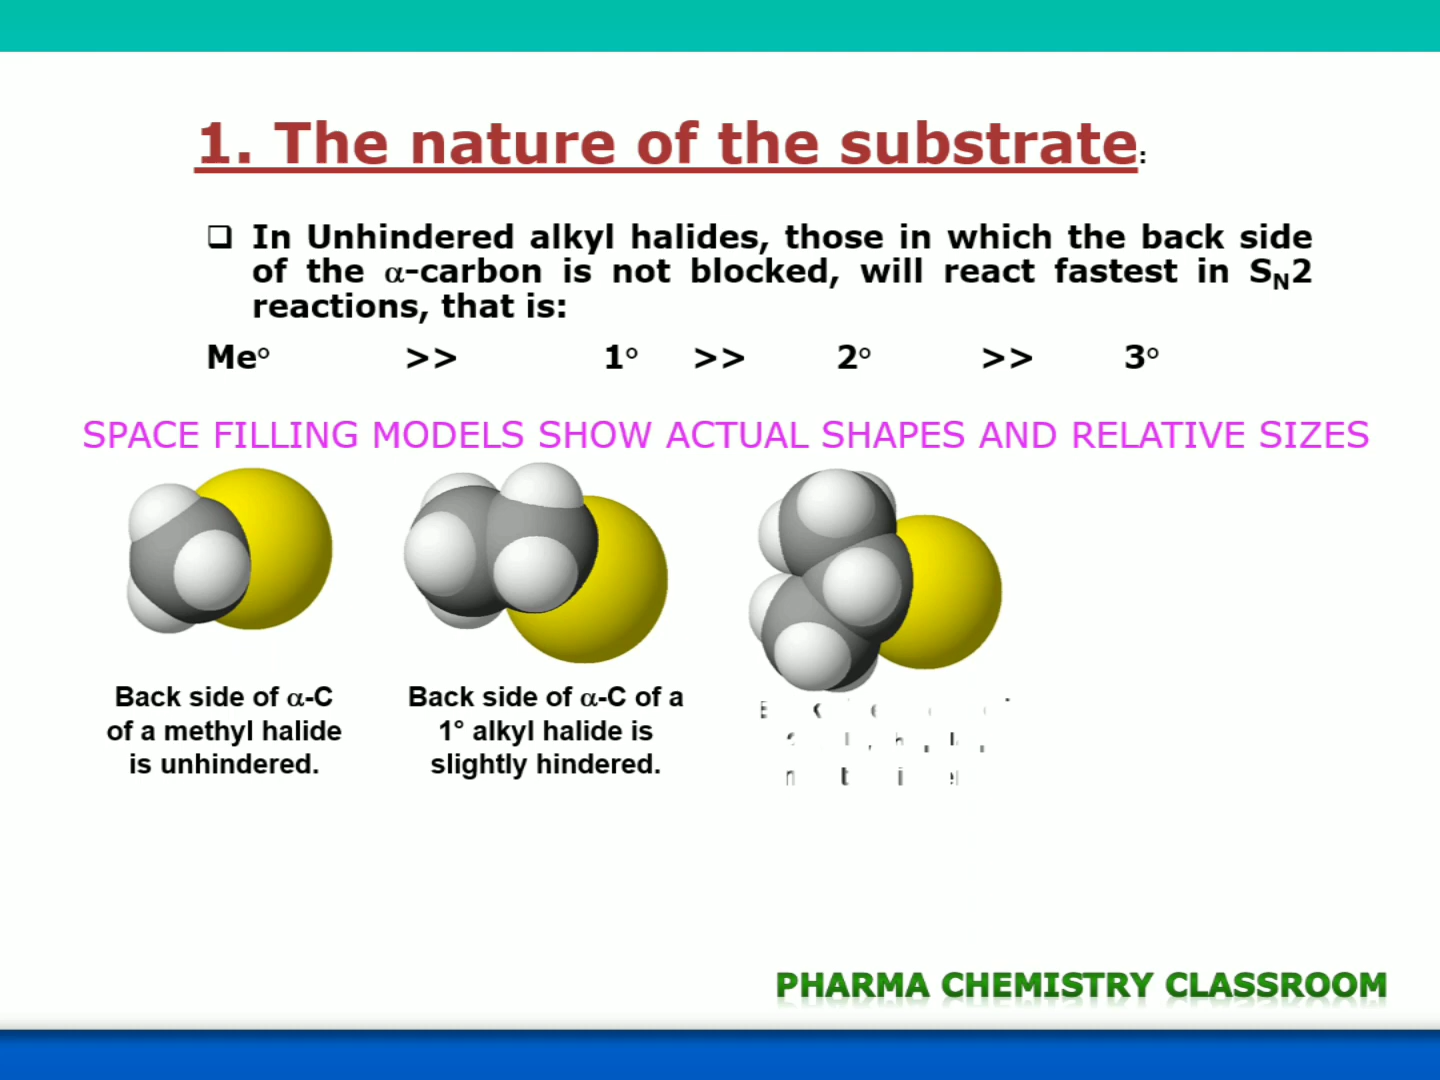 1. The nature of the substrate:
❑ In Unhindered alkyl halides, those in which the back side
of the α-carbon is not blocked, will react fastest in SN2
reactions, that is:
Me° >> 1° >> 2° >> 3°
SPACE FILLING MODELS SHOW ACTUAL SHAPES AND RELATIVE SIZES
Back side of α-C
of a methyl halide
is unhindered.
Back side of α-C of a
1° alkyl halide is
slightly hindered.
PHARMA CHEMISTRY CLASSROOM